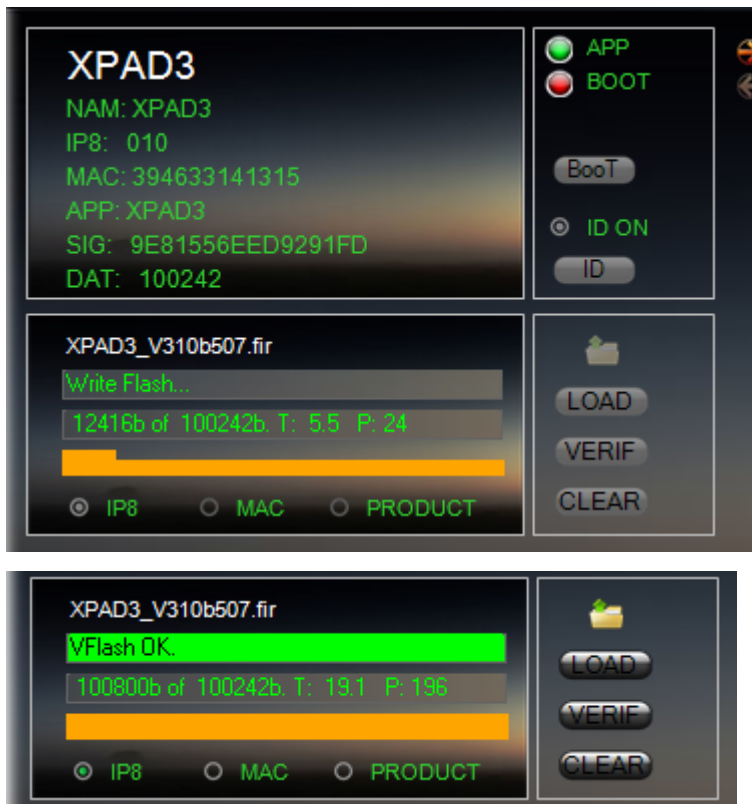 XPAD3
NAM: XPAD3
IP8: 010
MAC: 394633141315
APP: XPAD3
SIG: 9E81556EED9291FD
DAT: 100242
APP
BOOT
BooT
ID ON
ID
XPAD3_V310b507.fir
Write Flash...
12416b of 100242b. T: 5.5 P: 24
IP8 MAC PRODUCT
LOAD
VERIF
CLEAR
XPAD3_V310b507.fir
VFlash OK.
100800b of 100242b. T: 19.1 P: 196
IP8 MAC PRODUCT
LOAD
VERIF
CLEAR